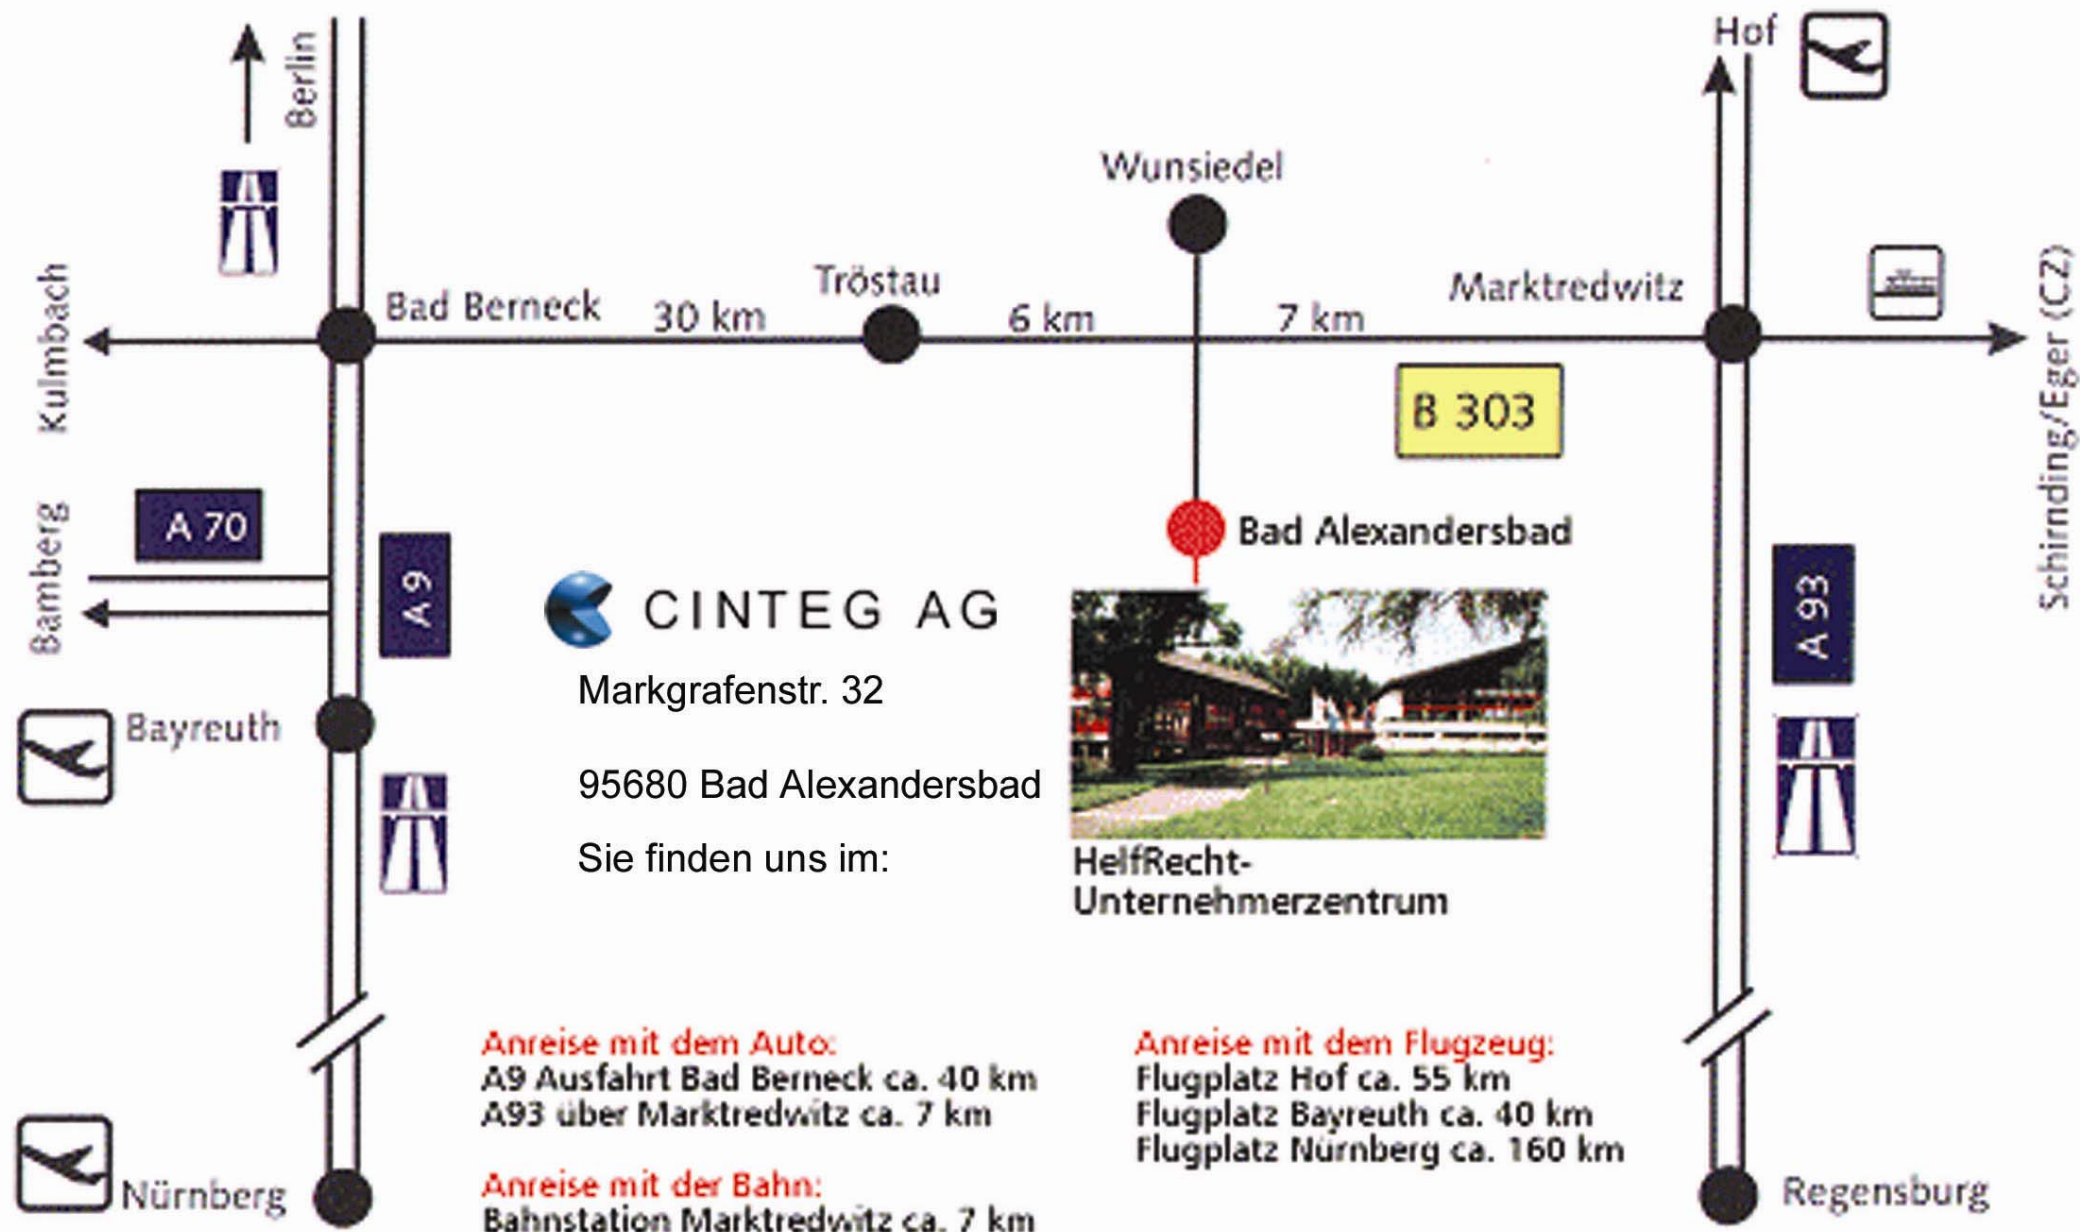 Berlin
Hof
Wunsiedel
Kulmbach
Bad Berneck
30 km
Tröstau
6 km
7 km
Marktredwitz
Schirnding/Eger (CZ)
B 303
A 70
Bamberg
A 9
Bad Alexandersbad
A 93
CINTEG AG
Markgrafenstr. 32
95680 Bad Alexandersbad
Sie finden uns im:
Bayreuth
HelfRecht-
Unternehmerzentrum
Anreise mit dem Auto:
A9 Ausfahrt Bad Berneck ca. 40 km
A93 über Marktredwitz ca. 7 km
Anreise mit der Bahn:
Bahnstation Marktredwitz ca. 7 km
Anreise mit dem Flugzeug:
Flugplatz Hof ca. 55 km
Flugplatz Bayreuth ca. 40 km
Flugplatz Nürnberg ca. 160 km
Nürnberg
Regensburg